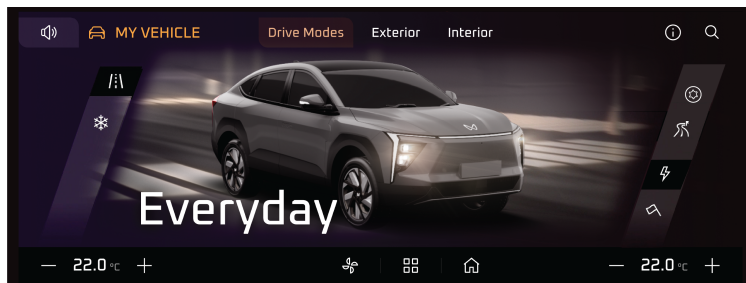 MY VEHICLE
Drive Modes
Exterior
Interior
Everyday
22.0 °C
22.0 °C